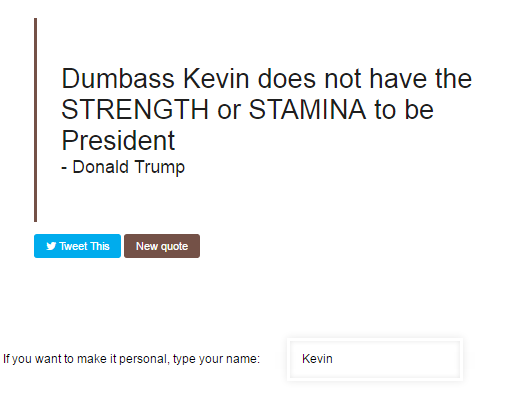 Dumbass Kevin does not have the
STRENGTH or STAMINA to be
President
- Donald Trump
Tweet This New quote
If you want to make it personal, type your name: Kevin